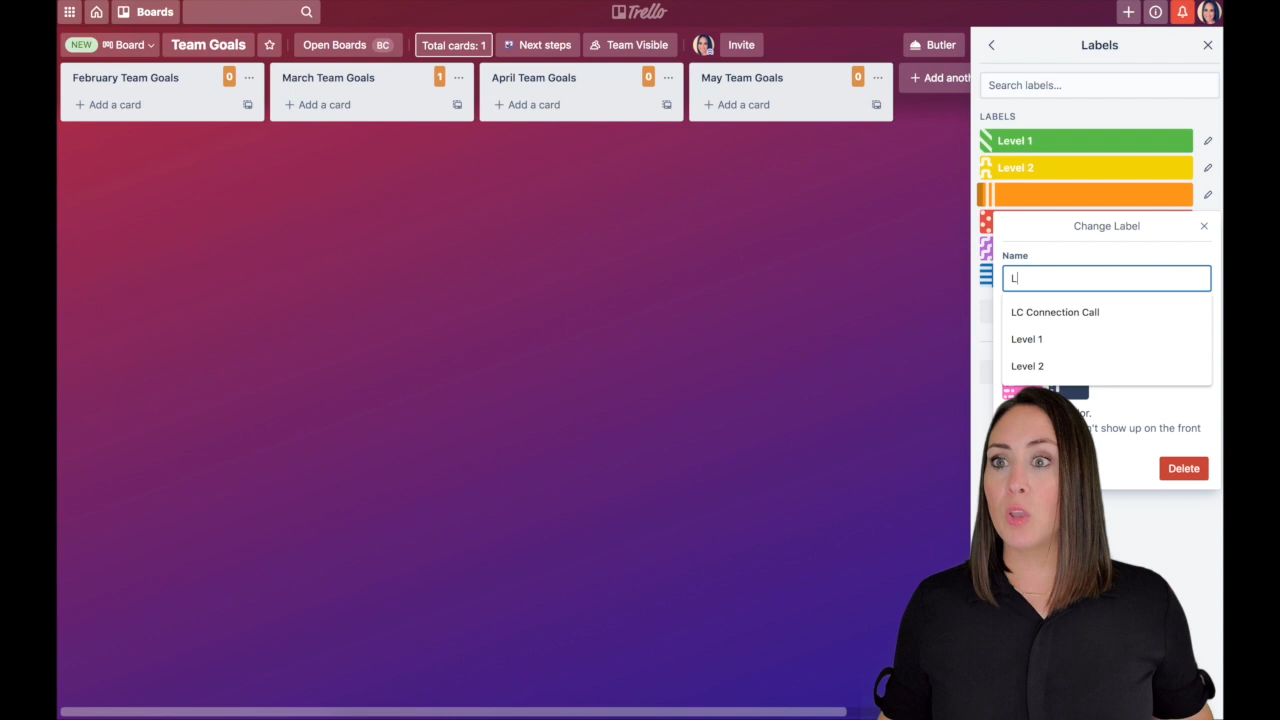 Boards
Trello
NEW Board Team Goals Open Boards BC Total cards: 1 Next steps Team Visible Invite Butler
Labels
February Team Goals 0 ...
+ Add a card
March Team Goals 1 ...
+ Add a card
April Team Goals 0 ...
+ Add a card
May Team Goals 0 ...
+ Add a card
+ Add anoth
Search labels...
LABELS
Level 1
Level 2
Change Label
Name
L
LC Connection Call
Level 1
Level 2
or.
n't show up on the front
Delete